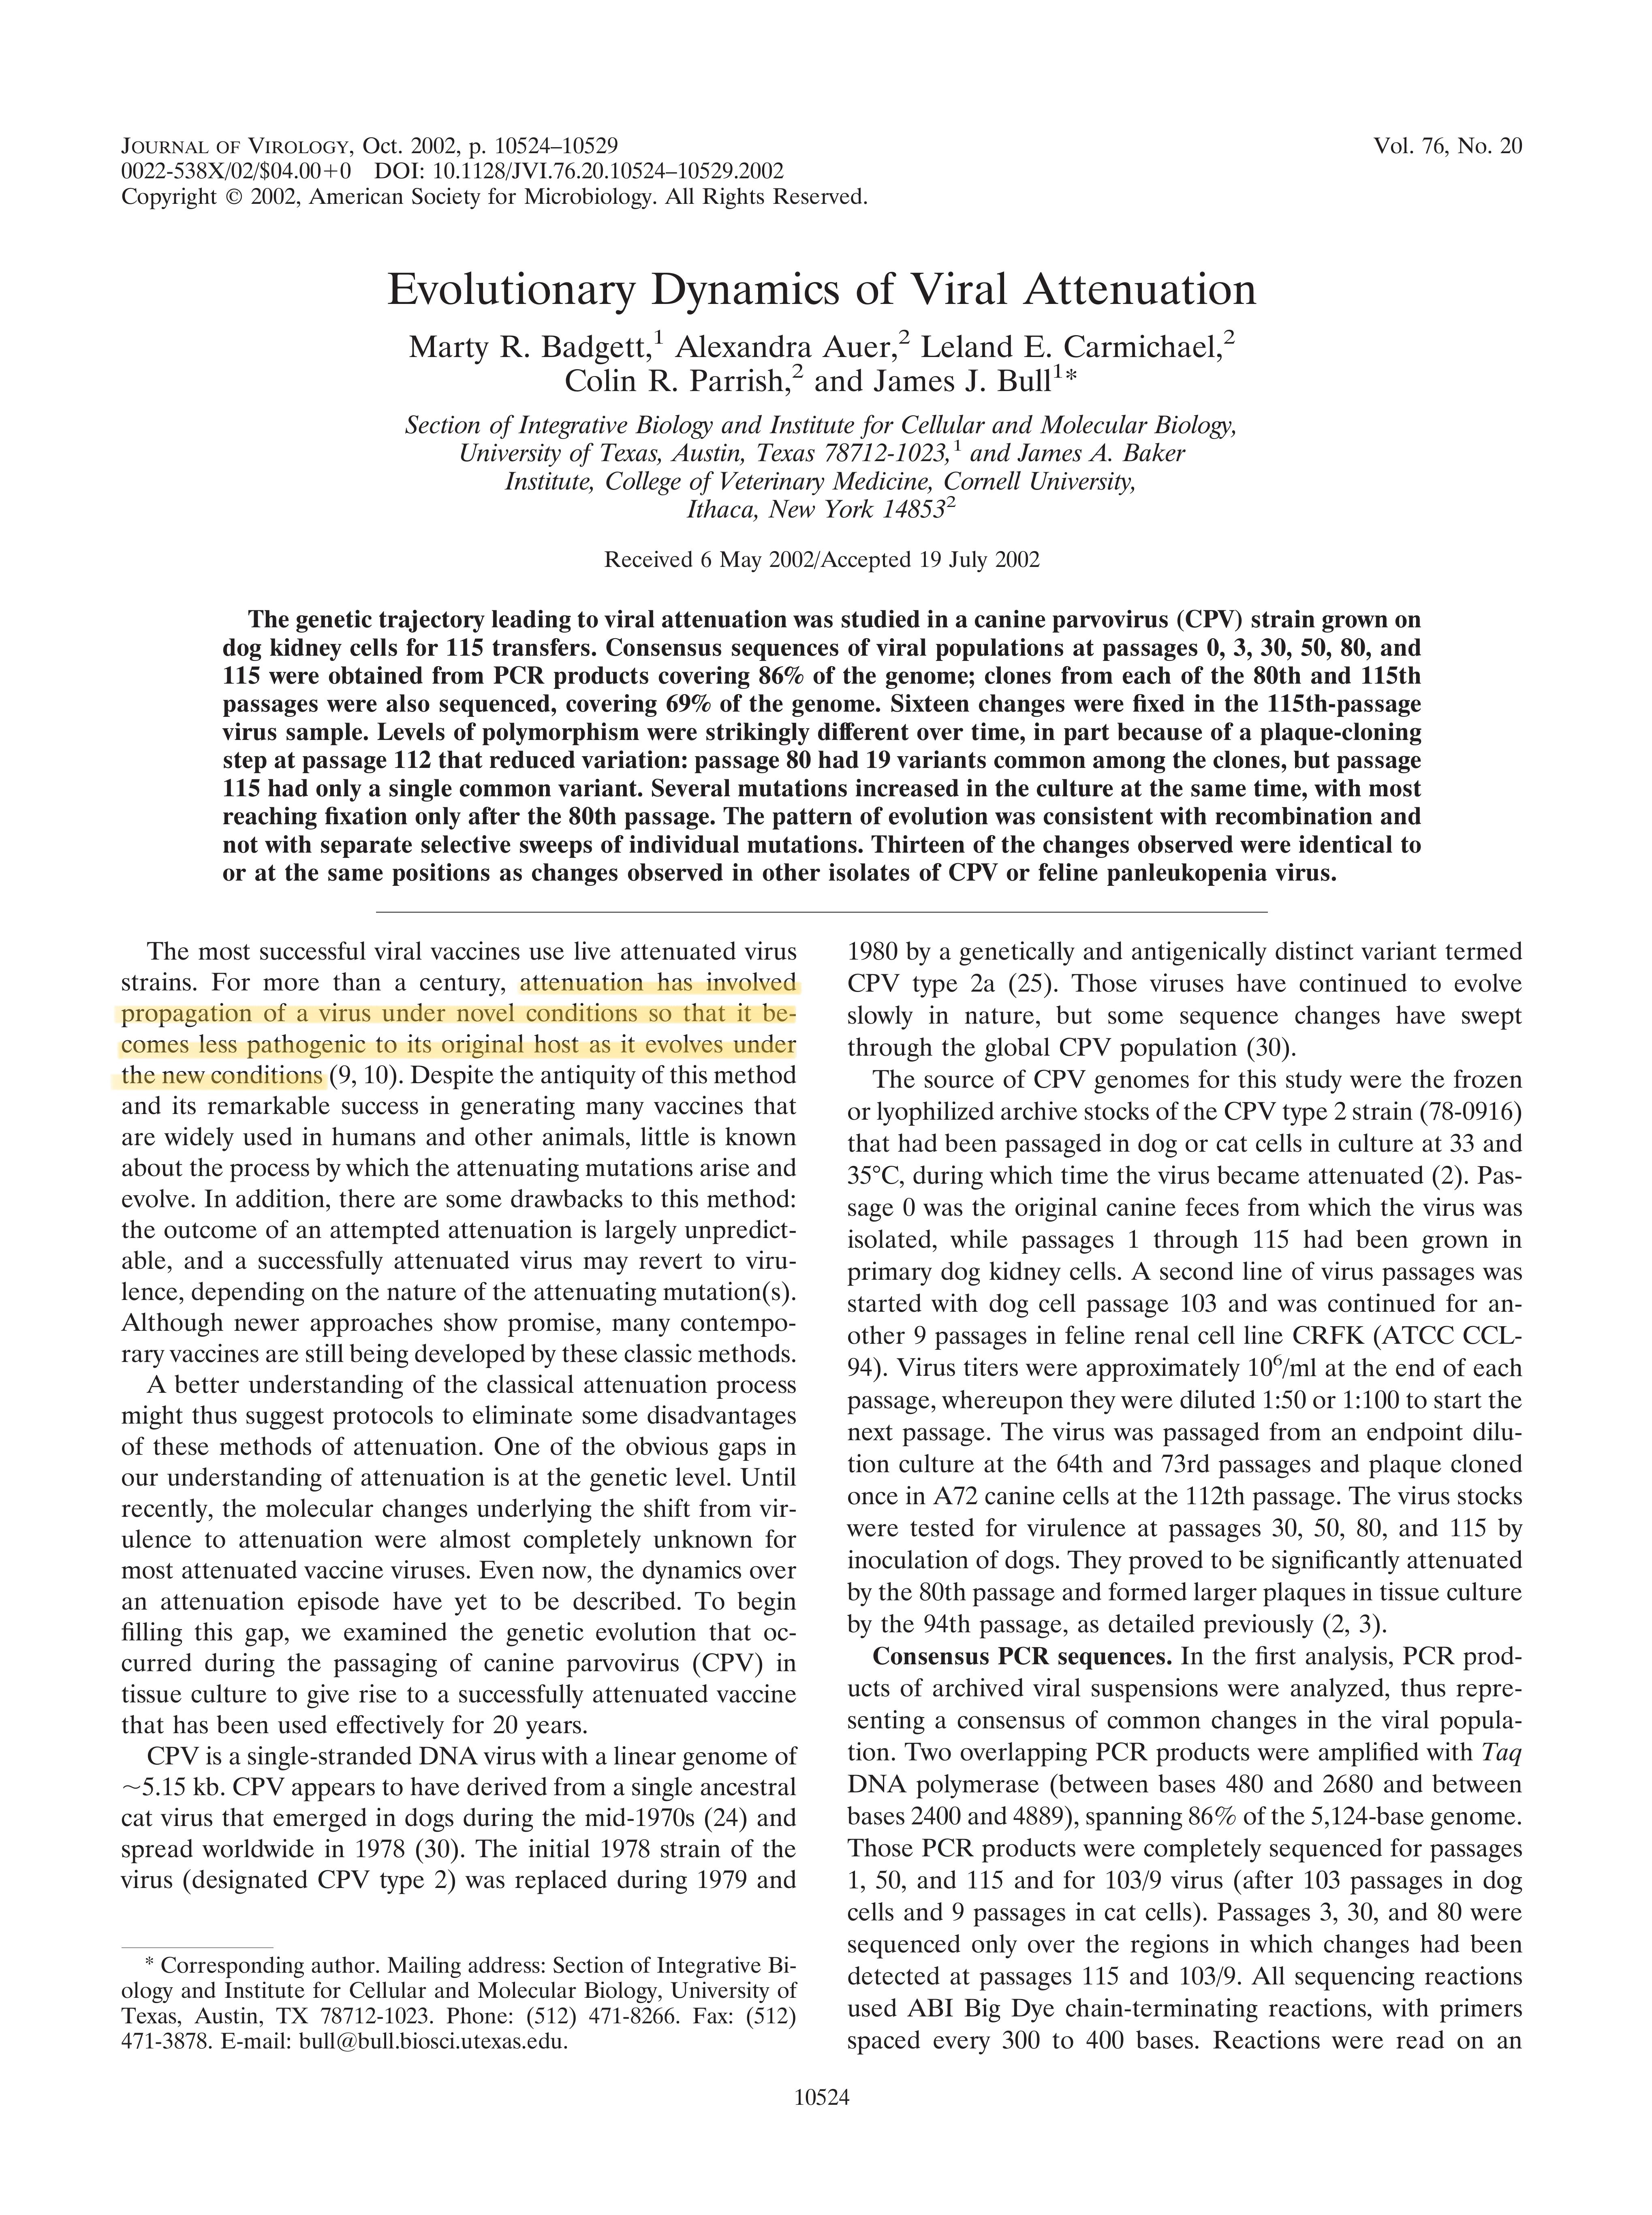 JOURNAL OF VIROLOGY, Oct. 2002, p. 10524–10529
Vol. 76, No. 20
0022-538X/02/$04.00+0 DOI: 10.1128/JVI.76.20.10524–10529.2002
Copyright © 2002, American Society for Microbiology. All Rights Reserved.
Evolutionary Dynamics of Viral Attenuation
Marty R. Badgett,1 Alexandra Auer,2 Leland E. Carmichael,2
Colin R. Parrish,2 and James J. Bull1*
Section of Integrative Biology and Institute for Cellular and Molecular Biology,
University of Texas, Austin, Texas 78712-1023,1 and James A. Baker
Institute, College of Veterinary Medicine, Cornell University,
Ithaca, New York 148532
Received 6 May 2002/Accepted 19 July 2002
The genetic trajectory leading to viral attenuation was studied in a canine parvovirus (CPV) strain grown on
dog kidney cells for 115 transfers. Consensus sequences of viral populations at passages 0, 3, 30, 50, 80, and
115 were obtained from PCR products covering 86% of the genome; clones from each of the 80th and 115th
passages were also sequenced, covering 69% of the genome. Sixteen changes were fixed in the 115th-passage
virus sample. Levels of polymorphism were strikingly different over time, in part because of a plaque-cloning
step at passage 112 that reduced variation: passage 80 had 19 variants common among the clones, but passage
115 had only a single common variant. Several mutations increased in the culture at the same time, with most
reaching fixation only after the 80th passage. The pattern of evolution was consistent with recombination and
not with separate selective sweeps of individual mutations. Thirteen of the changes observed were identical to
or at the same positions as changes observed in other isolates of CPV or feline panleukopenia virus.
The most successful viral vaccines use live attenuated virus
strains. For more than a century, attenuation has involved
propagation of a virus under novel conditions so that it be-
comes less pathogenic to its original host as it evolves under
the new conditions (9, 10). Despite the antiquity of this method
and its remarkable success in generating many vaccines that
are widely used in humans and other animals, little is known
about the process by which the attenuating mutations arise and
evolve. In addition, there are some drawbacks to this method:
the outcome of an attempted attenuation is largely unpredict-
able, and a successfully attenuated virus may revert to viru-
lence, depending on the nature of the attenuating mutation(s).
Although newer approaches show promise, many contempo-
rary vaccines are still being developed by these classic methods.
A better understanding of the classical attenuation process
might thus suggest protocols to eliminate some disadvantages
of these methods of attenuation. One of the obvious gaps in
our understanding of attenuation is at the genetic level. Until
recently, the molecular changes underlying the shift from vir-
ulence to attenuation were almost completely unknown for
most attenuated vaccine viruses. Even now, the dynamics over
an attenuation episode have yet to be described. To begin
filling this gap, we examined the genetic evolution that oc-
curred during the passaging of canine parvovirus (CPV) in
tissue culture to give rise to a successfully attenuated vaccine
that has been used effectively for 20 years.
CPV is a single-stranded DNA virus with a linear genome of
~5.15 kb. CPV appears to have derived from a single ancestral
cat virus that emerged in dogs during the mid-1970s (24) and
spread worldwide in 1978 (30). The initial 1978 strain of the
virus (designated CPV type 2) was replaced during 1979 and
* Corresponding author. Mailing address: Section of Integrative Bi-
ology and Institute for Cellular and Molecular Biology, University of
Texas, Austin, TX 78712-1023. Phone: (512) 471-8266. Fax: (512)
471-3878. E-mail: bull@bull.biosci.utexas.edu.
1980 by a genetically and antigenically distinct variant termed
CPV type 2a (25). Those viruses have continued to evolve
slowly in nature, but some sequence changes have swept
through the global CPV population (30).
The source of CPV genomes for this study were the frozen
or lyophilized archive stocks of the CPV type 2 strain (78-0916)
that had been passaged in dog or cat cells in culture at 33 and
35°C, during which time the virus became attenuated (2). Pas-
sage 0 was the original canine feces from which the virus was
isolated, while passages 1 through 115 had been grown in
primary dog kidney cells. A second line of virus passages was
started with dog cell passage 103 and was continued for an-
other 9 passages in feline renal cell line CRFK (ATCC CCL-
94). Virus titers were approximately 10⁶/ml at the end of each
passage, whereupon they were diluted 1:50 or 1:100 to start the
next passage. The virus was passaged from an endpoint dilu-
tion culture at the 64th and 73rd passages and plaque cloned
once in A72 canine cells at the 112th passage. The virus stocks
were tested for virulence at passages 30, 50, 80, and 115 by
inoculation of dogs. They proved to be significantly attenuated
by the 80th passage and formed larger plaques in tissue culture
by the 94th passage, as detailed previously (2, 3).
Consensus PCR sequences. In the first analysis, PCR prod-
ucts of archived viral suspensions were analyzed, thus repre-
senting a consensus of common changes in the viral popula-
tion. Two overlapping PCR products were amplified with Taq
DNA polymerase (between bases 480 and 2680 and between
bases 2400 and 4889), spanning 86% of the 5,124-base genome.
Those PCR products were completely sequenced for passages
1, 50, and 115 and for 103/9 virus (after 103 passages in dog
cells and 9 passages in cat cells). Passages 3, 30, and 80 were
sequenced only over the regions in which changes had been
detected at passages 115 and 103/9. All sequencing reactions
used ABI Big Dye chain-terminating reactions, with primers
spaced every 300 to 400 bases. Reactions were read on an
10524